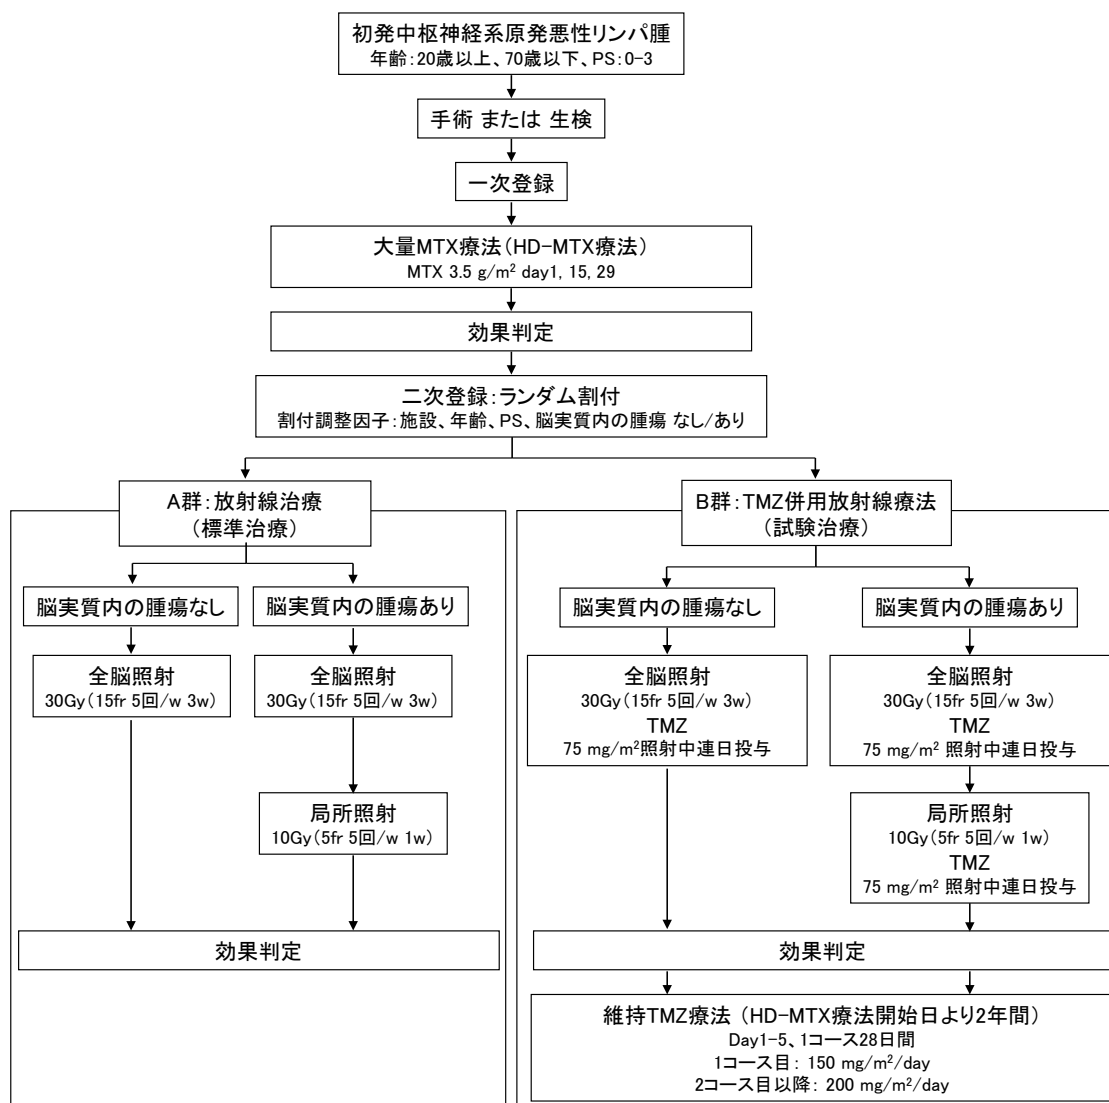 初発中枢神経系原発悪性リンパ腫
年齢:20歳以上、70歳以下、PS:0-3
手術 または 生検
一次登録
大量MTX療法(HD-MTX療法)
MTX 3.5 g/m² day1, 15, 29
効果判定
二次登録:ランダム割付
割付調整因子:施設、年齢、PS、脳実質内の腫瘍 なし/あり
A群:放射線治療
(標準治療)
脳実質内の腫瘍なし
全脳照射
30Gy(15fr 5回/w 3w)
脳実質内の腫瘍あり
全脳照射
30Gy(15fr 5回/w 3w)
局所照射
10Gy(5fr 5回/w 1w)
効果判定
B群:TMZ併用放射線療法
(試験治療)
脳実質内の腫瘍なし
全脳照射
30Gy(15fr 5回/w 3w)
TMZ
75 mg/m²照射中連日投与
脳実質内の腫瘍あり
全脳照射
30Gy(15fr 5回/w 3w)
TMZ
75 mg/m² 照射中連日投与
局所照射
10Gy(5fr 5回/w 1w)
TMZ
75 mg/m² 照射中連日投与
効果判定
維持TMZ療法 (HD-MTX療法開始日より2年間)
Day1-5、1コース28日間
1コース目: 150 mg/m²/day
2コース目以降: 200 mg/m²/day